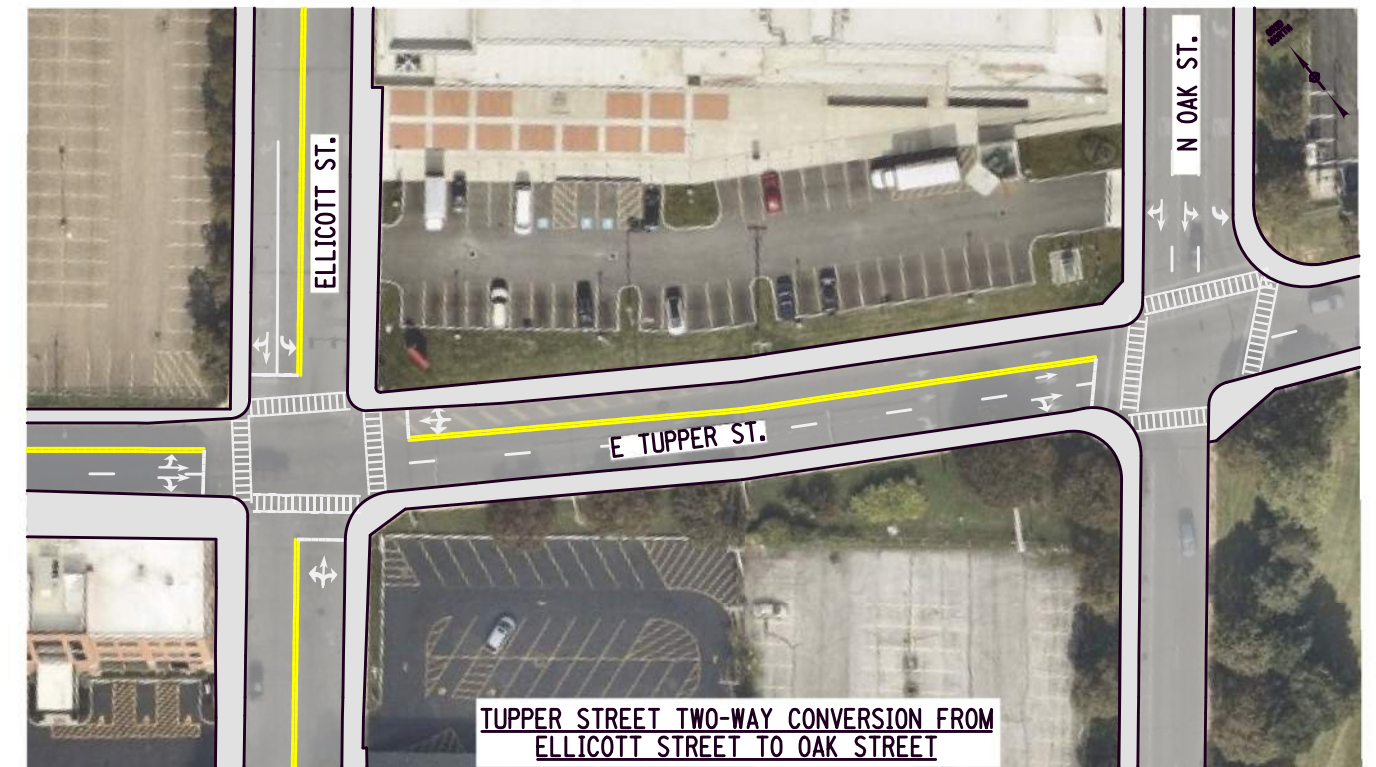 ELLICOTT ST.
N OAK ST.
E TUPPER ST.
TUPPER STREET TWO-WAY CONVERSION FROM
ELLICOTT STREET TO OAK STREET